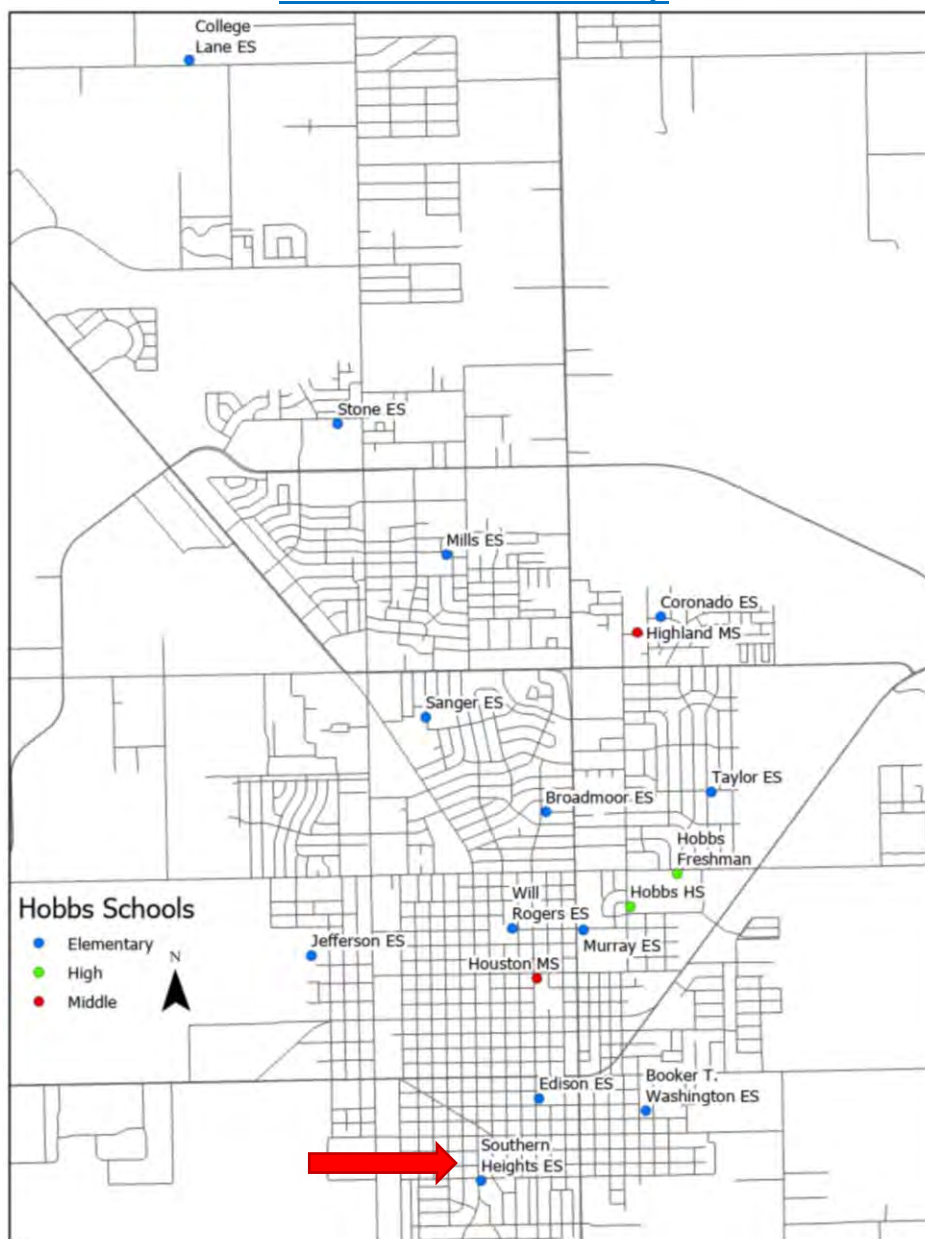 College
Lane ES
Stone ES
Mills ES
Coronado ES
Highland MS
Sanger ES
Taylor ES
Broadmoor ES
Hobbs
Freshman
Hobbs HS
Will
Rogers ES
Murray ES
Jefferson ES
Houston MS
Hobbs Schools
Elementary
High
Middle
N
Edison ES
Booker T.
Washington ES
Southern
Heights ES